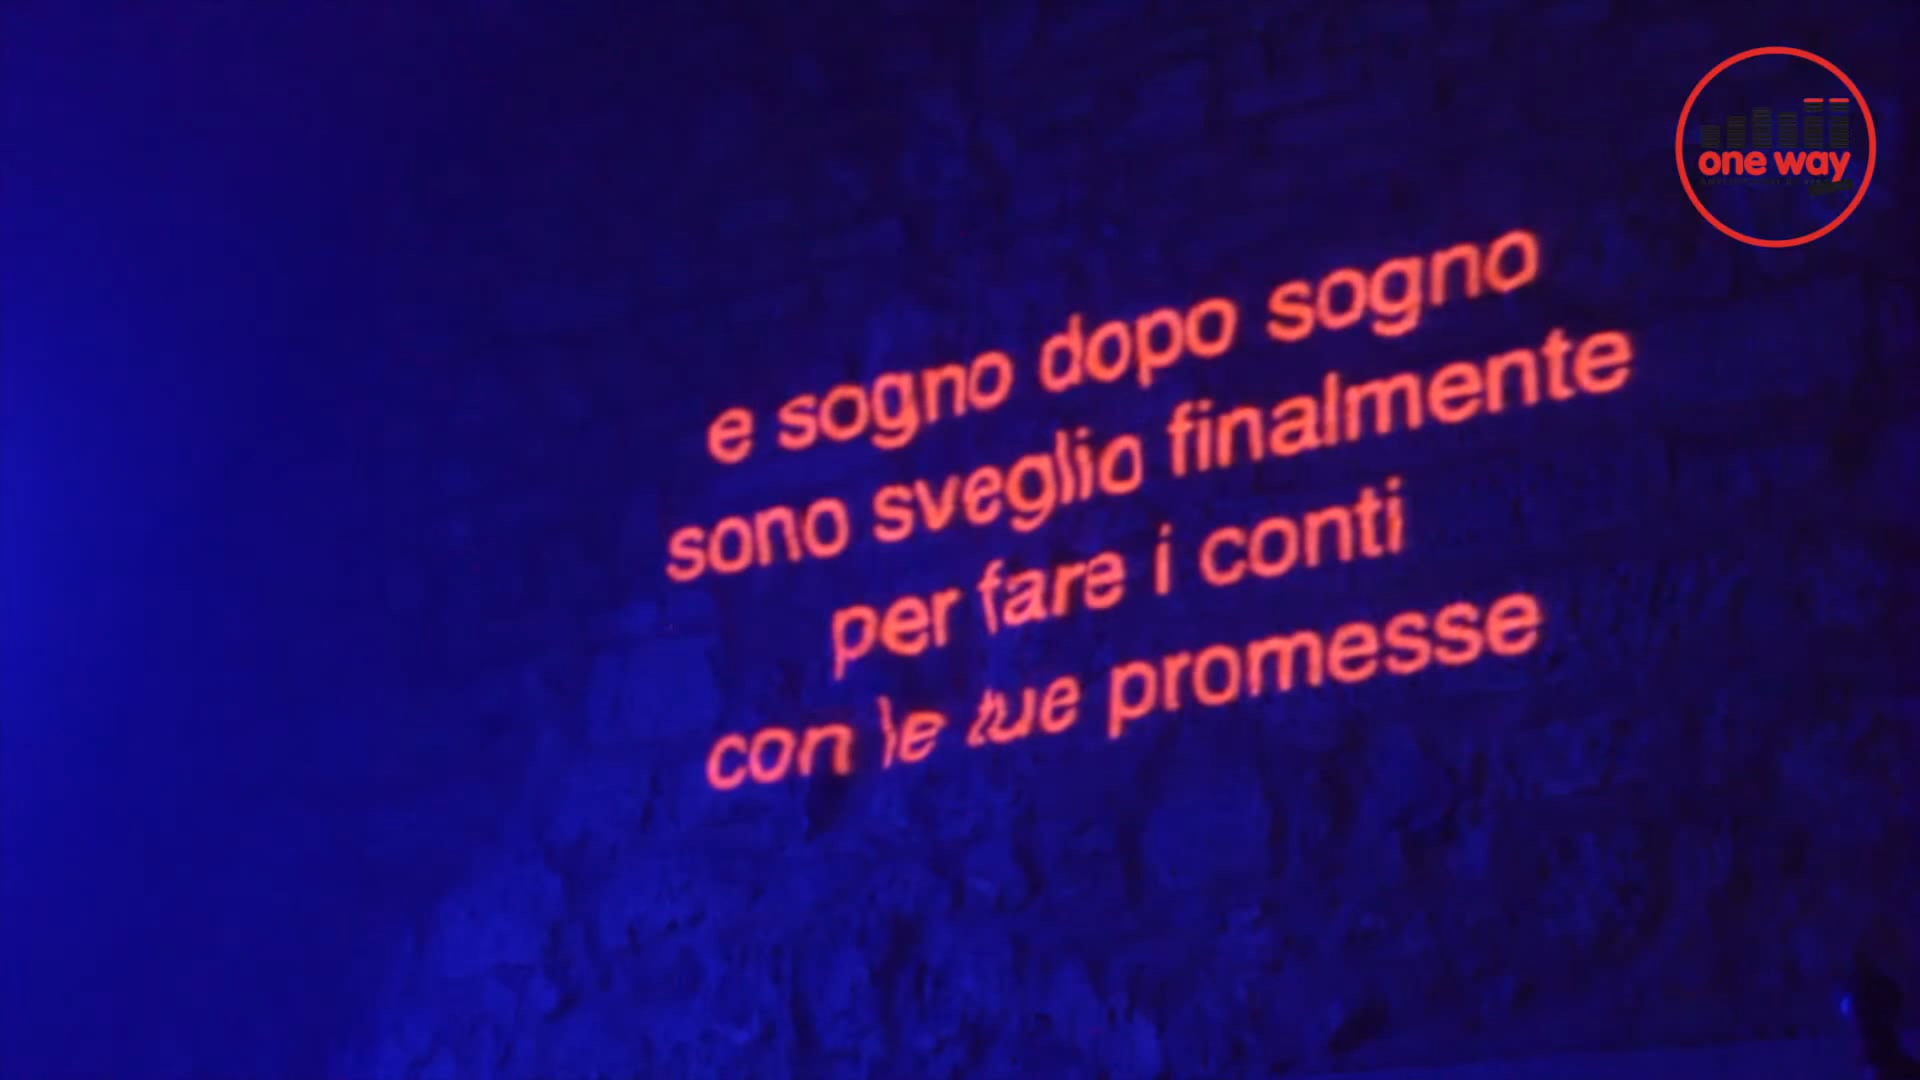 one way
e sogno dopo sogno
sono sveglio finalmente
per fare i conti
con le tue promesse